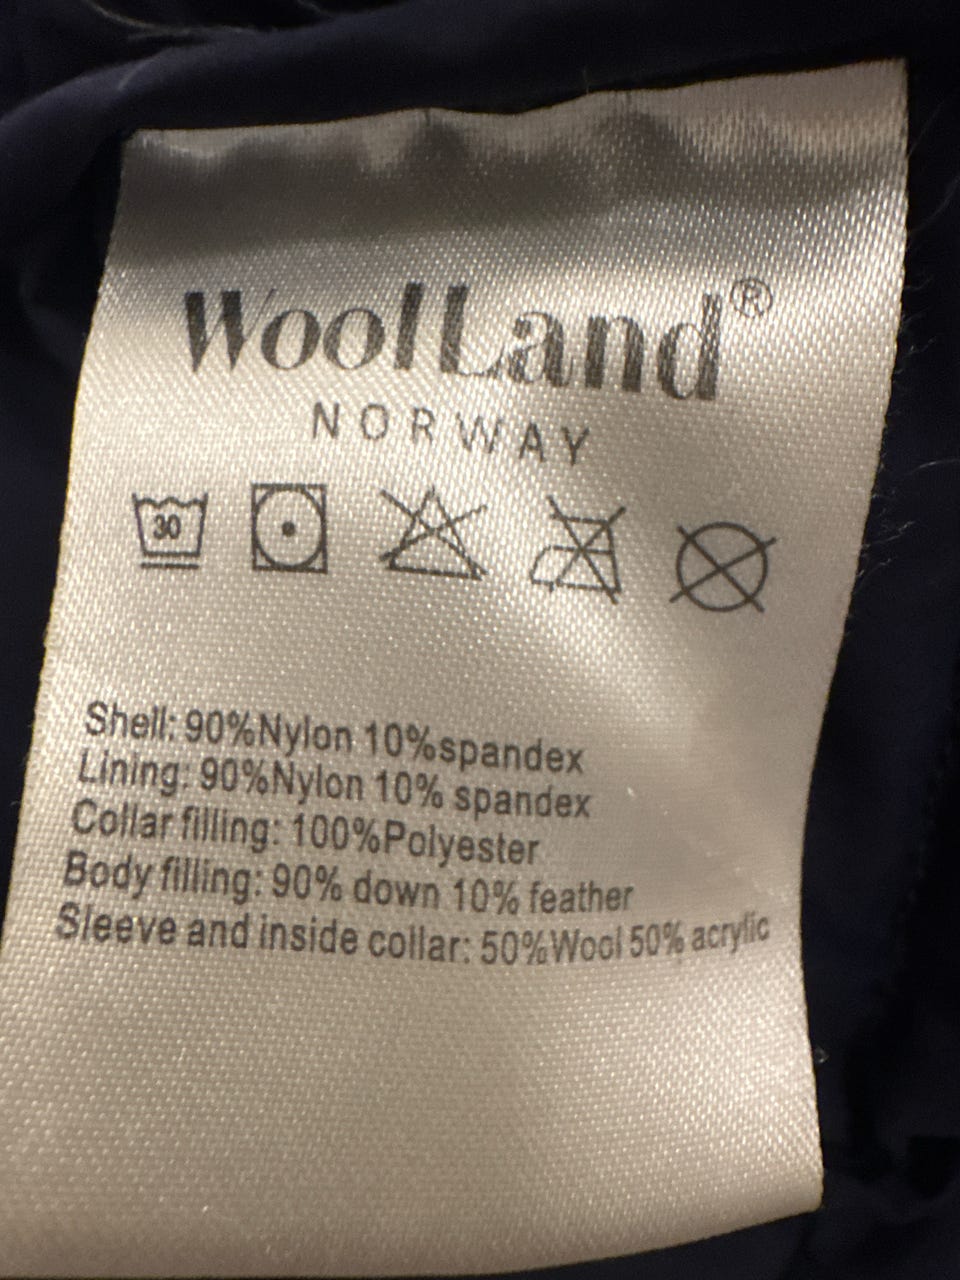 WoolLand®
NORWAY
30
Shell: 90%Nylon 10%spandex
Lining: 90%Nylon 10% spandex
Collar filling: 100%Polyester
Body filling: 90% down 10% feather
Sleeve and inside collar: 50%Wool 50% acrylic